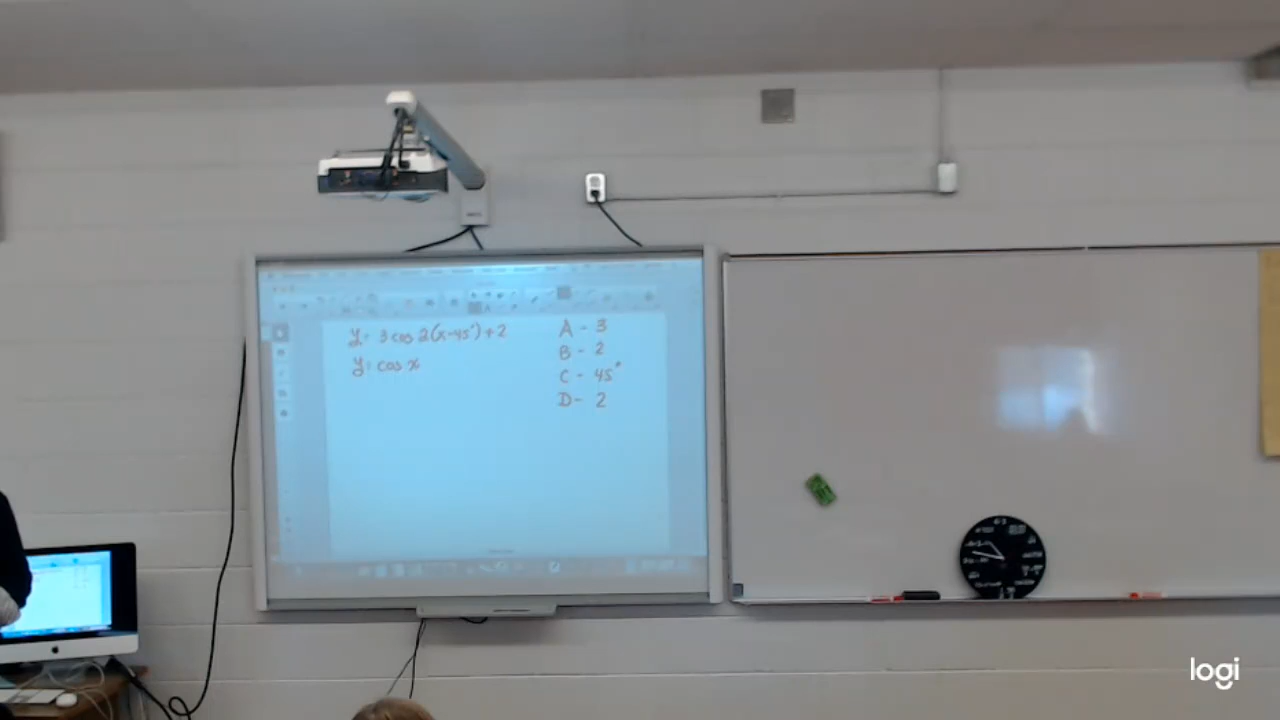 y = 3 cos 2(x-45°) + 2
y = cos x
A - 3
B - 2
C - 45°
D - 2
logi